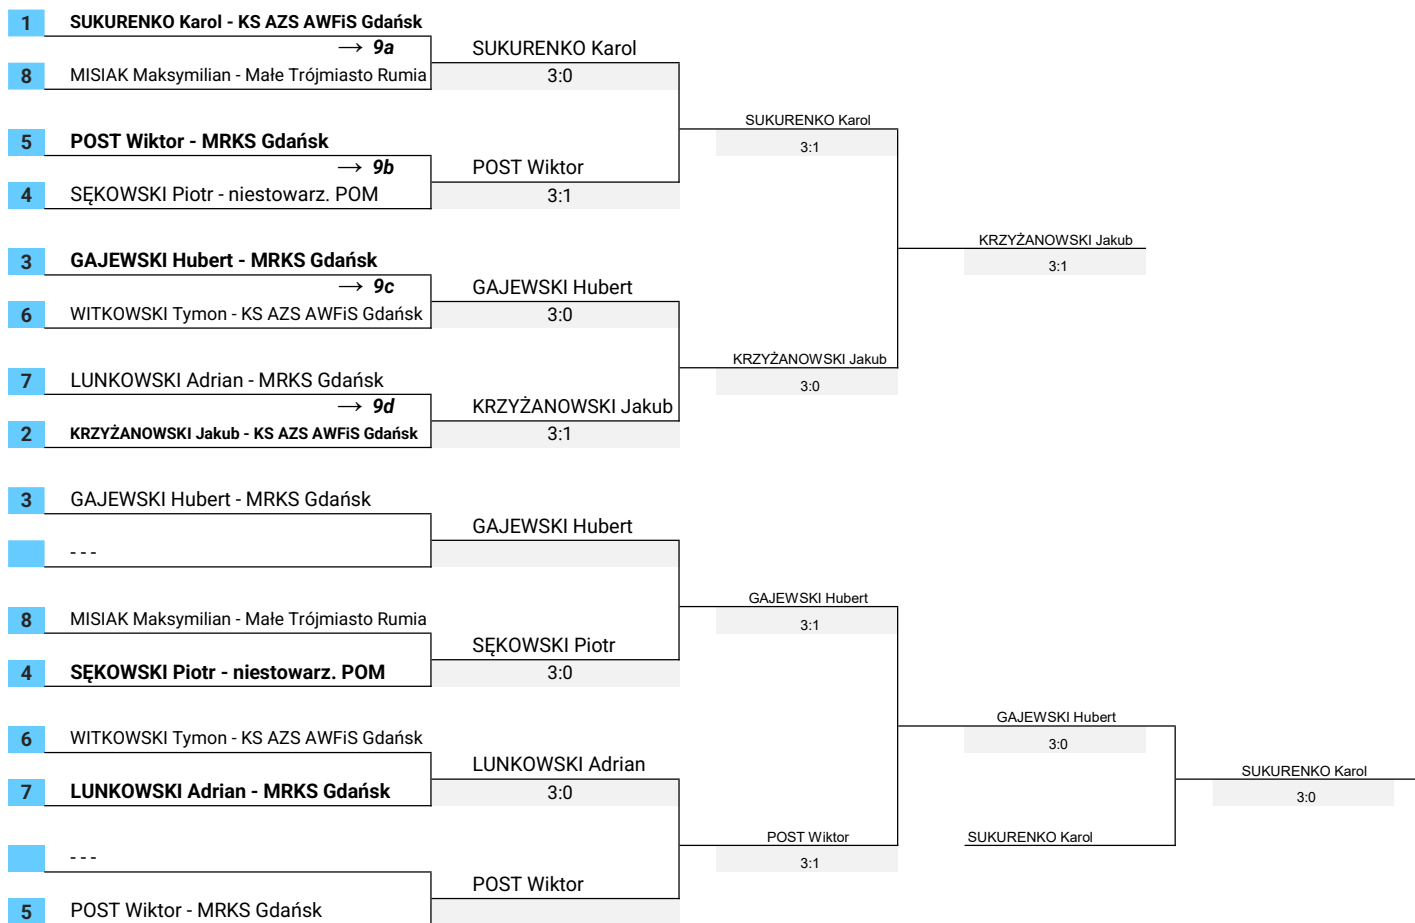 1 SUKURENKO Karol - KS AZS AWFiS Gdańsk
→ 9a SUKURENKO Karol
8 MISIAK Maksymilian - Małe Trójmiasto Rumia 3:0
SUKURENKO Karol
5 POST Wiktor - MRKS Gdańsk 3:1
→ 9b POST Wiktor
4 SĘKOWSKI Piotr - niestowarz. POM 3:1
KRZYŻANOWSKI Jakub
3 GAJEWSKI Hubert - MRKS Gdańsk 3:1
→ 9c GAJEWSKI Hubert
6 WITKOWSKI Tymon - KS AZS AWFiS Gdańsk 3:0
KRZYŻANOWSKI Jakub
7 LUNKOWSKI Adrian - MRKS Gdańsk 3:0
→ 9d KRZYŻANOWSKI Jakub
2 KRZYŻANOWSKI Jakub - KS AZS AWFiS Gdańsk 3:1
3 GAJEWSKI Hubert - MRKS Gdańsk
GAJEWSKI Hubert
- - -
GAJEWSKI Hubert
8 MISIAK Maksymilian - Małe Trójmiasto Rumia 3:1
SĘKOWSKI Piotr
4 SĘKOWSKI Piotr - niestowarz. POM 3:0
GAJEWSKI Hubert
6 WITKOWSKI Tymon - KS AZS AWFiS Gdańsk 3:0
LUNKOWSKI Adrian SUKURENKO Karol
7 LUNKOWSKI Adrian - MRKS Gdańsk 3:0 3:0
POST Wiktor SUKURENKO Karol
- - - 3:1
POST Wiktor
5 POST Wiktor - MRKS Gdańsk